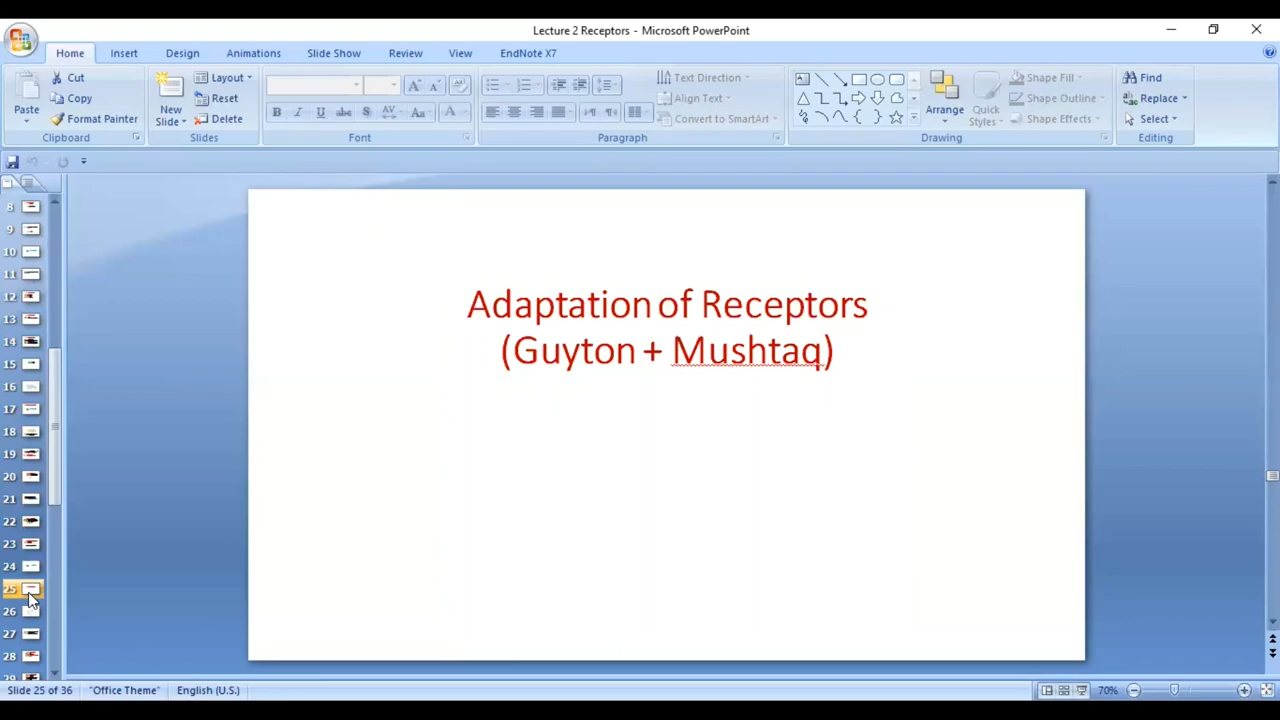 Lecture 2 Receptors - Microsoft PowerPoint
Home Insert Design Animations Slide Show Review View EndNote X7
Cut Layout Text Direction Shape Fill Find
Copy Reset Align Text Shape Outline Replace
Paste Format Painter New Slide Delete Convert to SmartArt Arrange Quick Styles Shape Effects Select
Clipboard Slides Font Paragraph Drawing Editing
Adaptation of Receptors
(Guyton + Mushtaq)
8
9
10
11
12
13
14
15
16
17
18
19
20
21
22
23
24
25
26
27
28
29
Slide 25 of 36 "Office Theme" English (U.S.) 70%